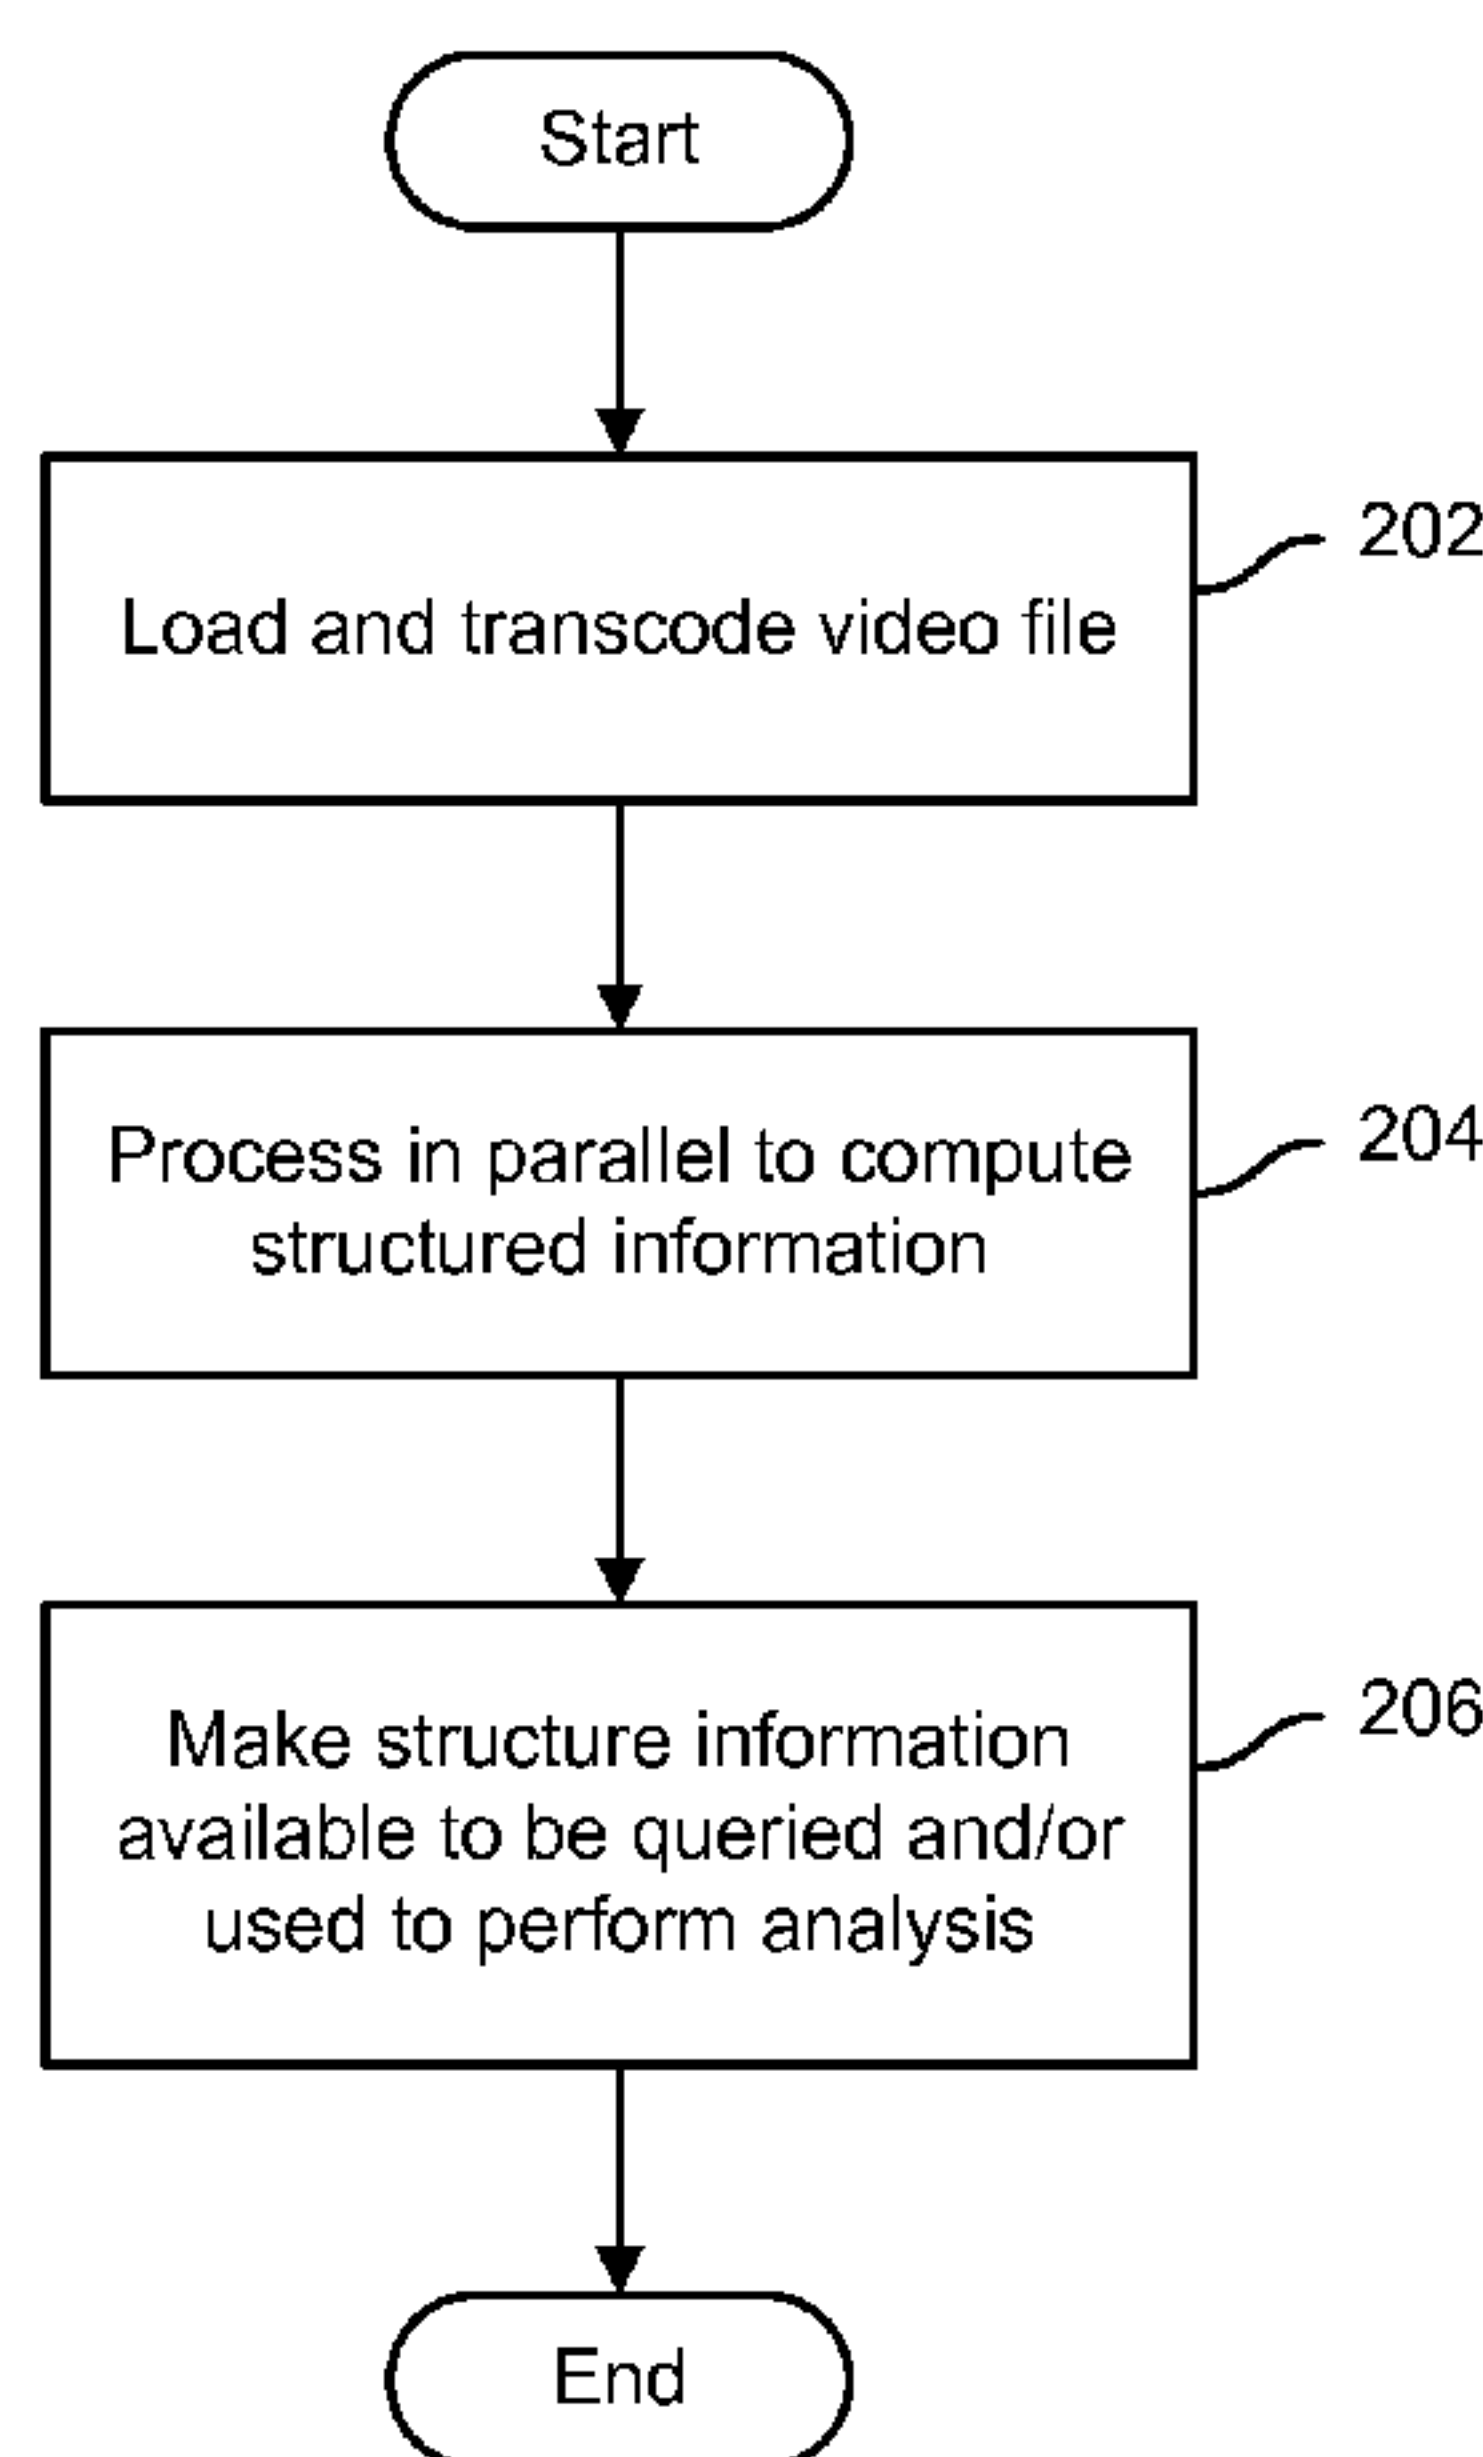 Start
202
Load and transcode video file
204
Process in parallel to compute
structured information
206
Make structure information
available to be queried and/or
used to perform analysis
End